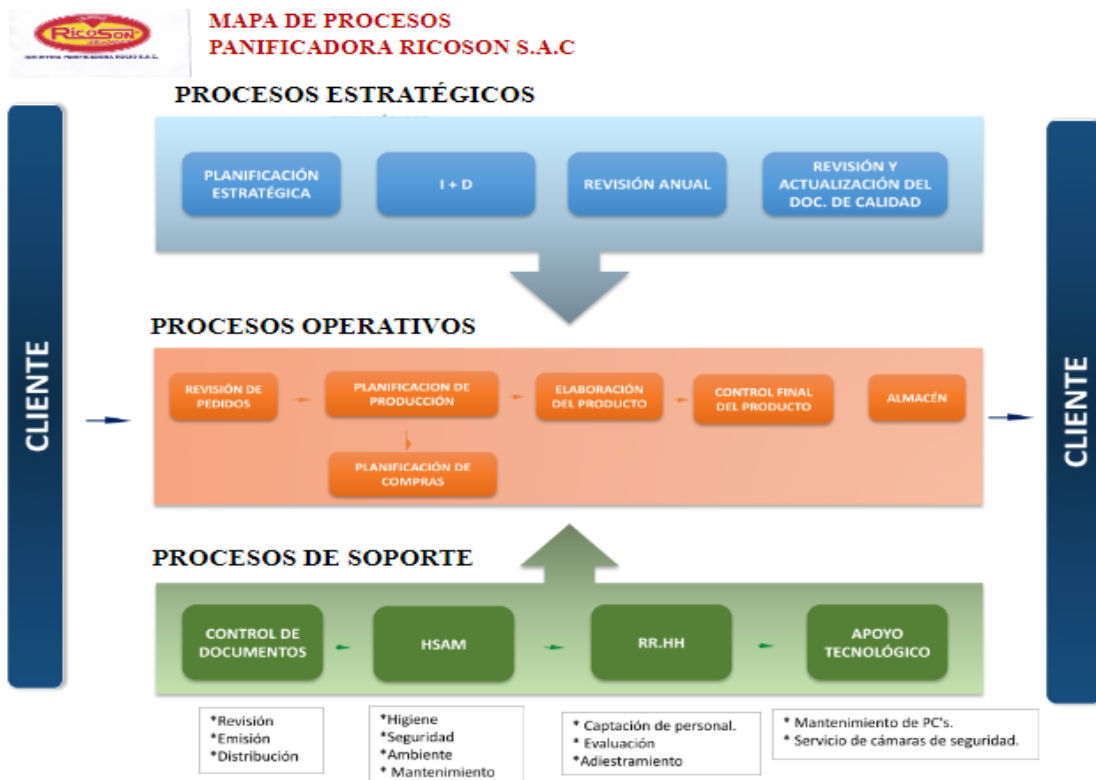 RICOSON
MAPA DE PROCESOS
PANIFICADORA RICOSON S.A.C
PROCESOS ESTRATÉGICOS
PLANIFICACIÓN
ESTRATÉGICA
I + D
REVISIÓN ANUAL
REVISIÓN Y
ACTUALIZACIÓN DEL
DOC. DE CALIDAD
CLIENTE
CLIENTE
PROCESOS OPERATIVOS
REVISIÓN DE
PEDIDOS
PLANIFICACION DE
PRODUCCIÓN
ELABORACIÓN
DEL PRODUCTO
CONTROL FINAL
DEL PRODUCTO
ALMACÉN
PLANIFICACIÓN DE
COMPRAS
PROCESOS DE SOPORTE
CONTROL DE
DOCUMENTOS
HSAM
RR.HH
APOYO
TECNOLÓGICO
*Revisión
*Emisión
*Distribución
*Higiene
*Seguridad
*Ambiente
* Mantenimiento
* Captación de personal.
* Evaluación
*Adiestramiento
* Mantenimiento de PC's.
* Servicio de cámaras de seguridad.